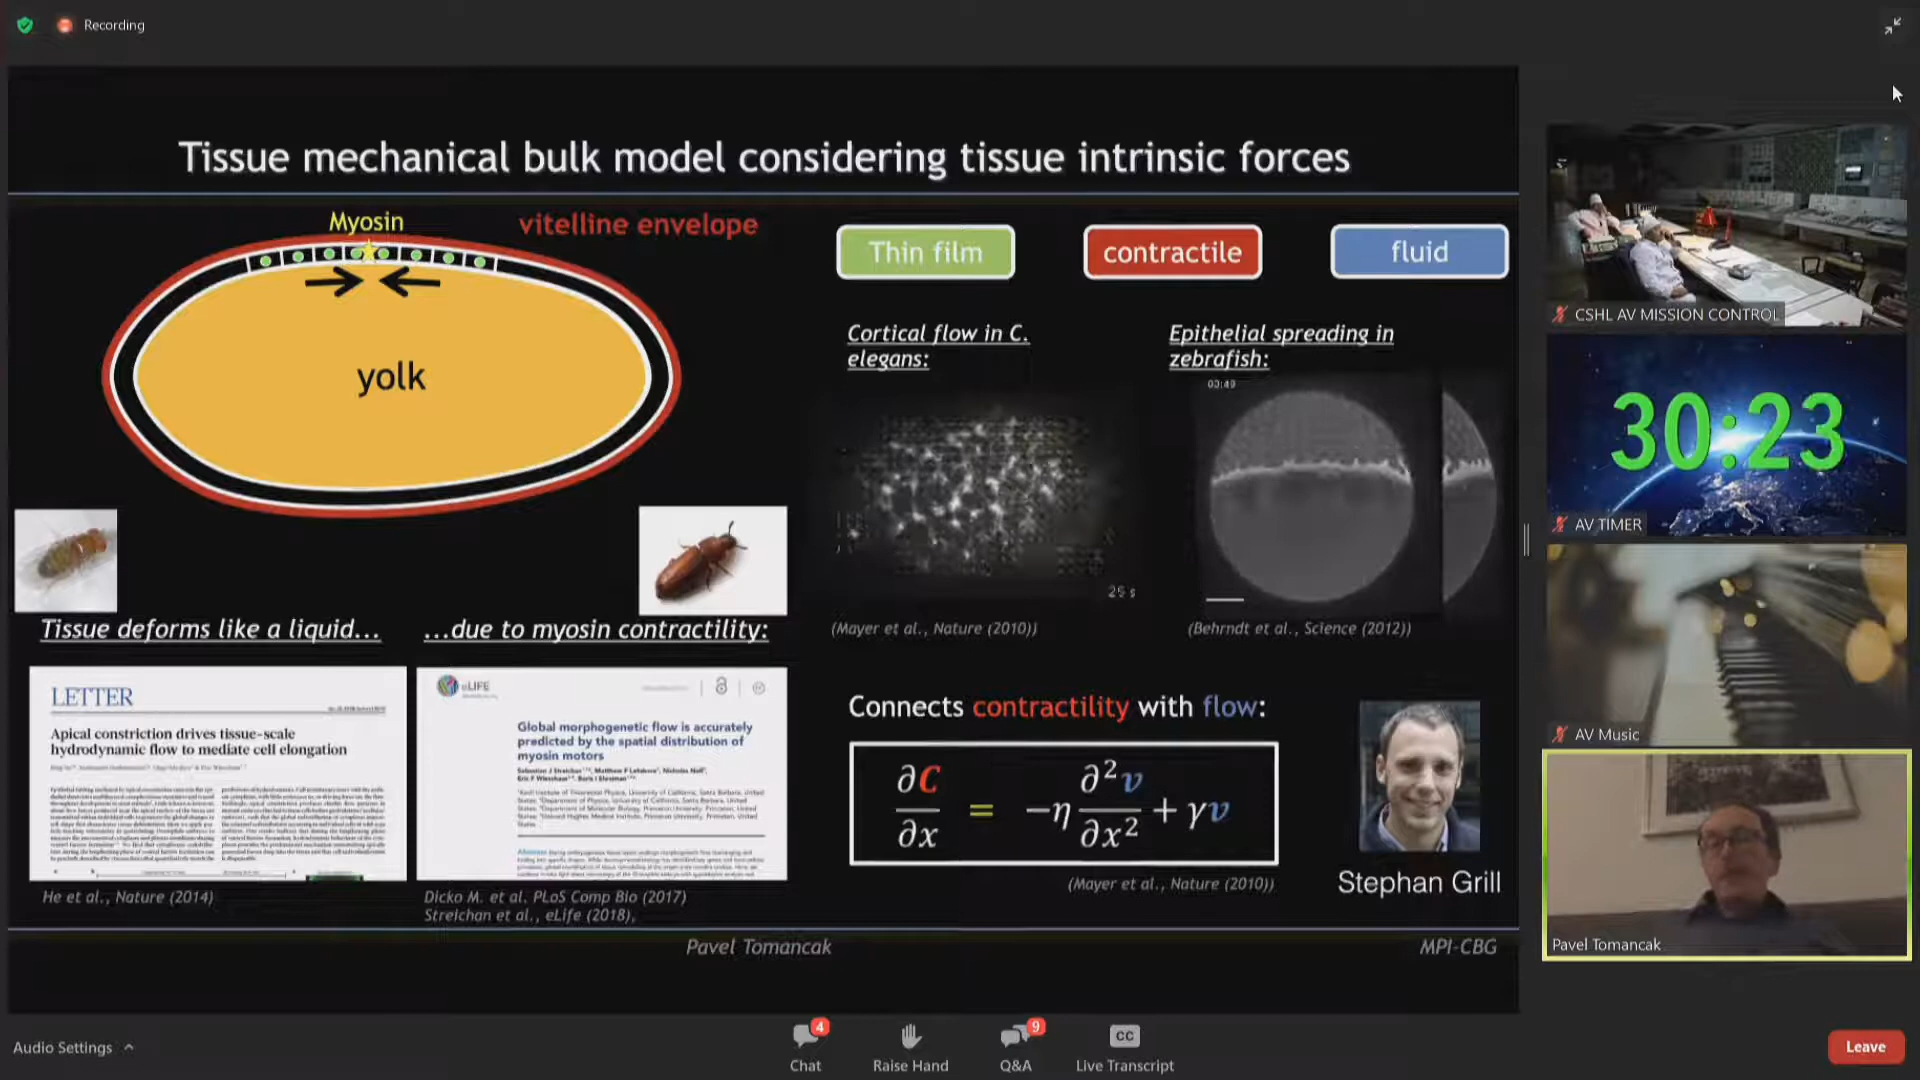 Recording
Tissue mechanical bulk model considering tissue intrinsic forces
Myosin
vitelline envelope
yolk
Thin film
contractile
fluid
Cortical flow in C.
elegans:
Epithelial spreading in
zebrafish:
00:49
25 s
(Mayer et al., Nature (2010))
(Behrndt et al., Science (2012))
Tissue deforms like a liquid...
...due to myosin contractility:
LETTER
Apical constriction drives tissue-scale
hydrodynamic flow to mediate cell elongation
eLIFE
Global morphogenetic flow is accurately
predicted by the spatial distribution of
myosin motors
He et al., Nature (2014)
Dicko M. et al. PLoS Comp Bio (2017)
Streichan et al., eLife (2018),
Connects contractility with flow:
∂C/∂x = −η ∂²v/∂x² + γv
(Mayer et al., Nature (2010))
Stephan Grill
Pavel Tomancak
MPI-CBG
CSHL AV MISSION CONTROL
30:23
AV TIMER
AV Music
Pavel Tomancak
Audio Settings
4
Chat
Raise Hand
9
Q&A
CC
Live Transcript
Leave